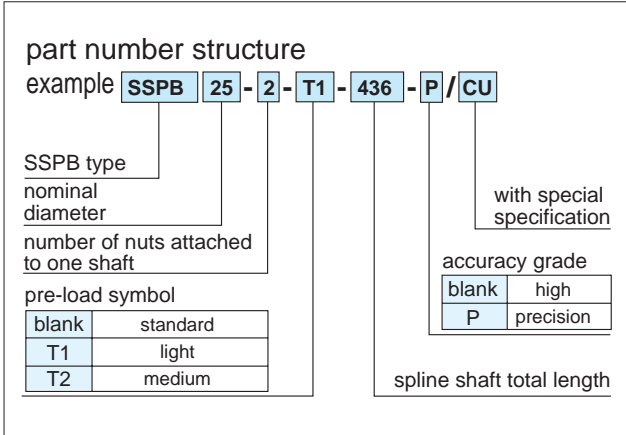 part number structure
example SSPB 25 - 2 - T1 - 436 - P / CU
SSPB type
nominal
diameter
number of nuts attached
to one shaft
pre-load symbol
blank standard
T1 light
T2 medium
with special
specification
accuracy grade
blank high
P precision
spline shaft total length